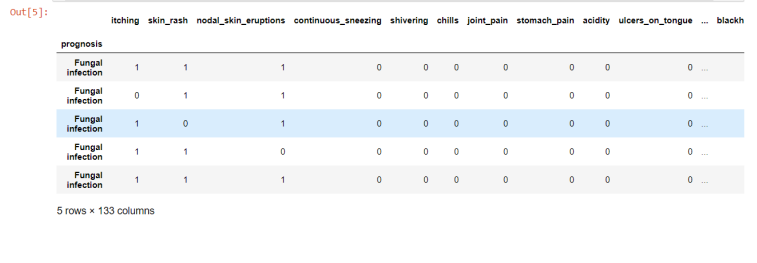 Out[5]:
itching skin_rash nodal_skin_eruptions continuous_sneezing shivering chills joint_pain stomach_pain acidity ulcers_on_tongue ... blackh
prognosis
Fungal infection 1 1 1 0 0 0 0 0 0 0 ...
Fungal infection 0 1 1 0 0 0 0 0 0 0 ...
Fungal infection 1 0 1 0 0 0 0 0 0 0 ...
Fungal infection 1 1 0 0 0 0 0 0 0 0 ...
Fungal infection 1 1 1 0 0 0 0 0 0 0 ...
5 rows × 133 columns